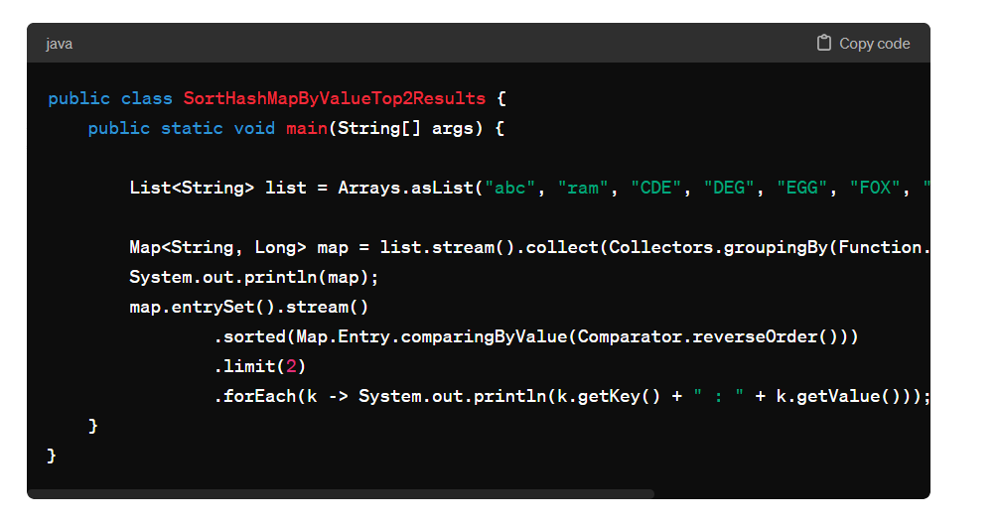 java
Copy code
public class SortHashMapByValueTop2Results {
public static void main(String[] args) {
List<String> list = Arrays.asList("abc", "ram", "CDE", "DEG", "EGG", "FOX", "
Map<String, Long> map = list.stream().collect(Collectors.groupingBy(Function.
System.out.println(map);
map.entrySet().stream()
.sorted(Map.Entry.comparingByValue(Comparator.reverseOrder()))
.limit(2)
.forEach(k -> System.out.println(k.getKey() + " : " + k.getValue()));
}
}